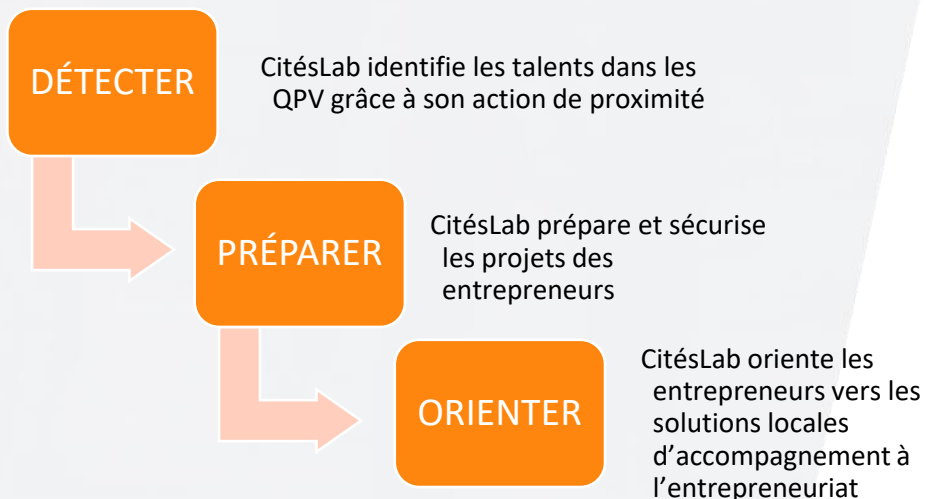 DÉTECTER
CitésLab identifie les talents dans les
QPV grâce à son action de proximité
PRÉPARER
CitésLab prépare et sécurise
les projets des
entrepreneurs
ORIENTER
CitésLab oriente les
entrepreneurs vers les
solutions locales
d’accompagnement à
l’entrepreneuriat